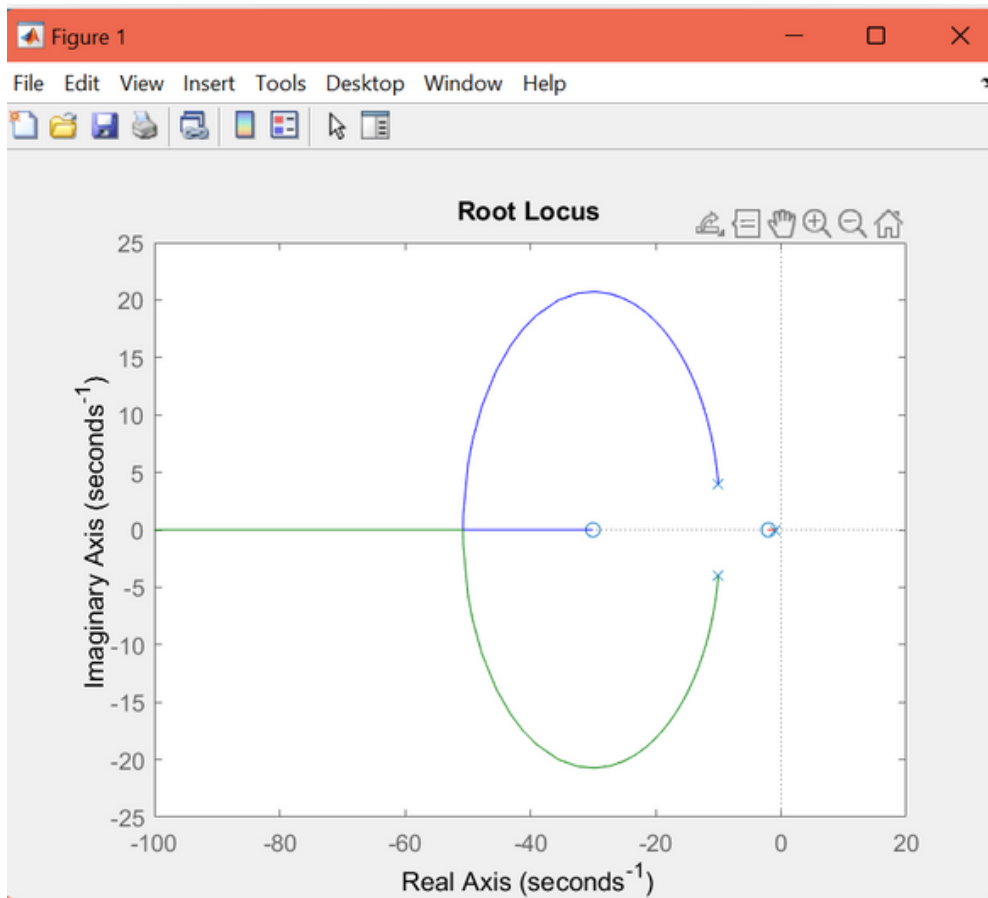 Figure 1
File Edit View Insert Tools Desktop Window Help
Root Locus
25
20
15
10
5
0
-5
-10
-15
-20
-25
Imaginary Axis (seconds⁻¹)
-100 -80 -60 -40 -20 0 20
Real Axis (seconds⁻¹)